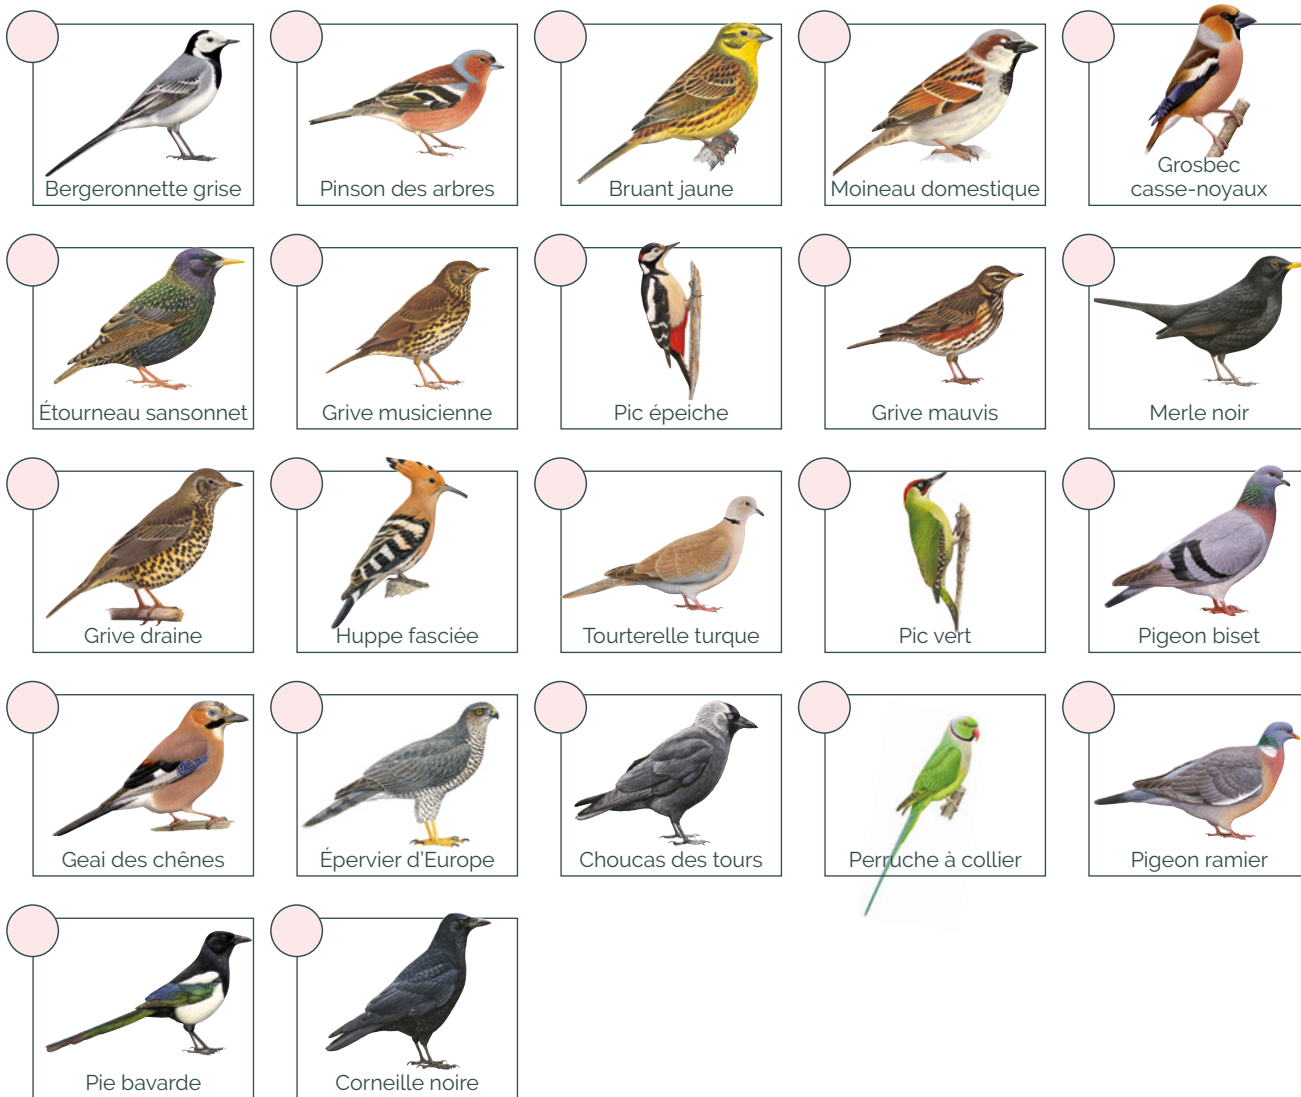 Bergeronnette grise
Pinson des arbres
Bruant jaune
Moineau domestique
Grosbec
casse-noyaux
Étourneau sansonnet
Grive musicienne
Pic épeiche
Grive mauvis
Merle noir
Grive draine
Huppe fasciée
Tourterelle turque
Pic vert
Pigeon biset
Geai des chênes
Épervier d'Europe
Choucas des tours
Perruche à collier
Pigeon ramier
Pie bavarde
Corneille noire